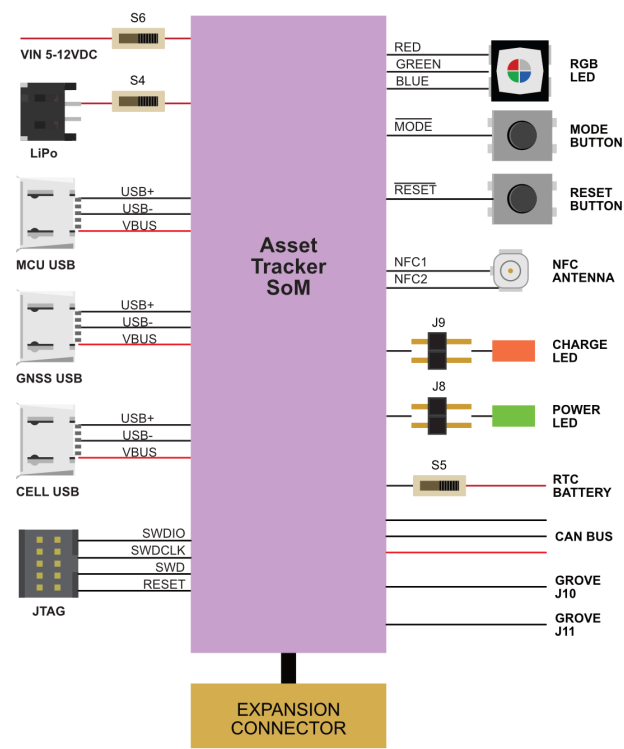 S6
VIN 5-12VDC
S4
LiPo
USB+
USB-
VBUS
MCU USB
USB+
USB-
VBUS
GNSS USB
USB+
USB-
VBUS
CELL USB
SWDIO
SWDCLK
SWD
RESET
JTAG
Asset
Tracker
SoM
RED
GREEN
BLUE
RGB
LED
MODE
MODE
BUTTON
RESET
RESET
BUTTON
NFC1
NFC2
NFC
ANTENNA
J9
CHARGE
LED
J8
POWER
LED
S5
RTC
BATTERY
CAN BUS
GROVE
J10
GROVE
J11
EXPANSION
CONNECTOR